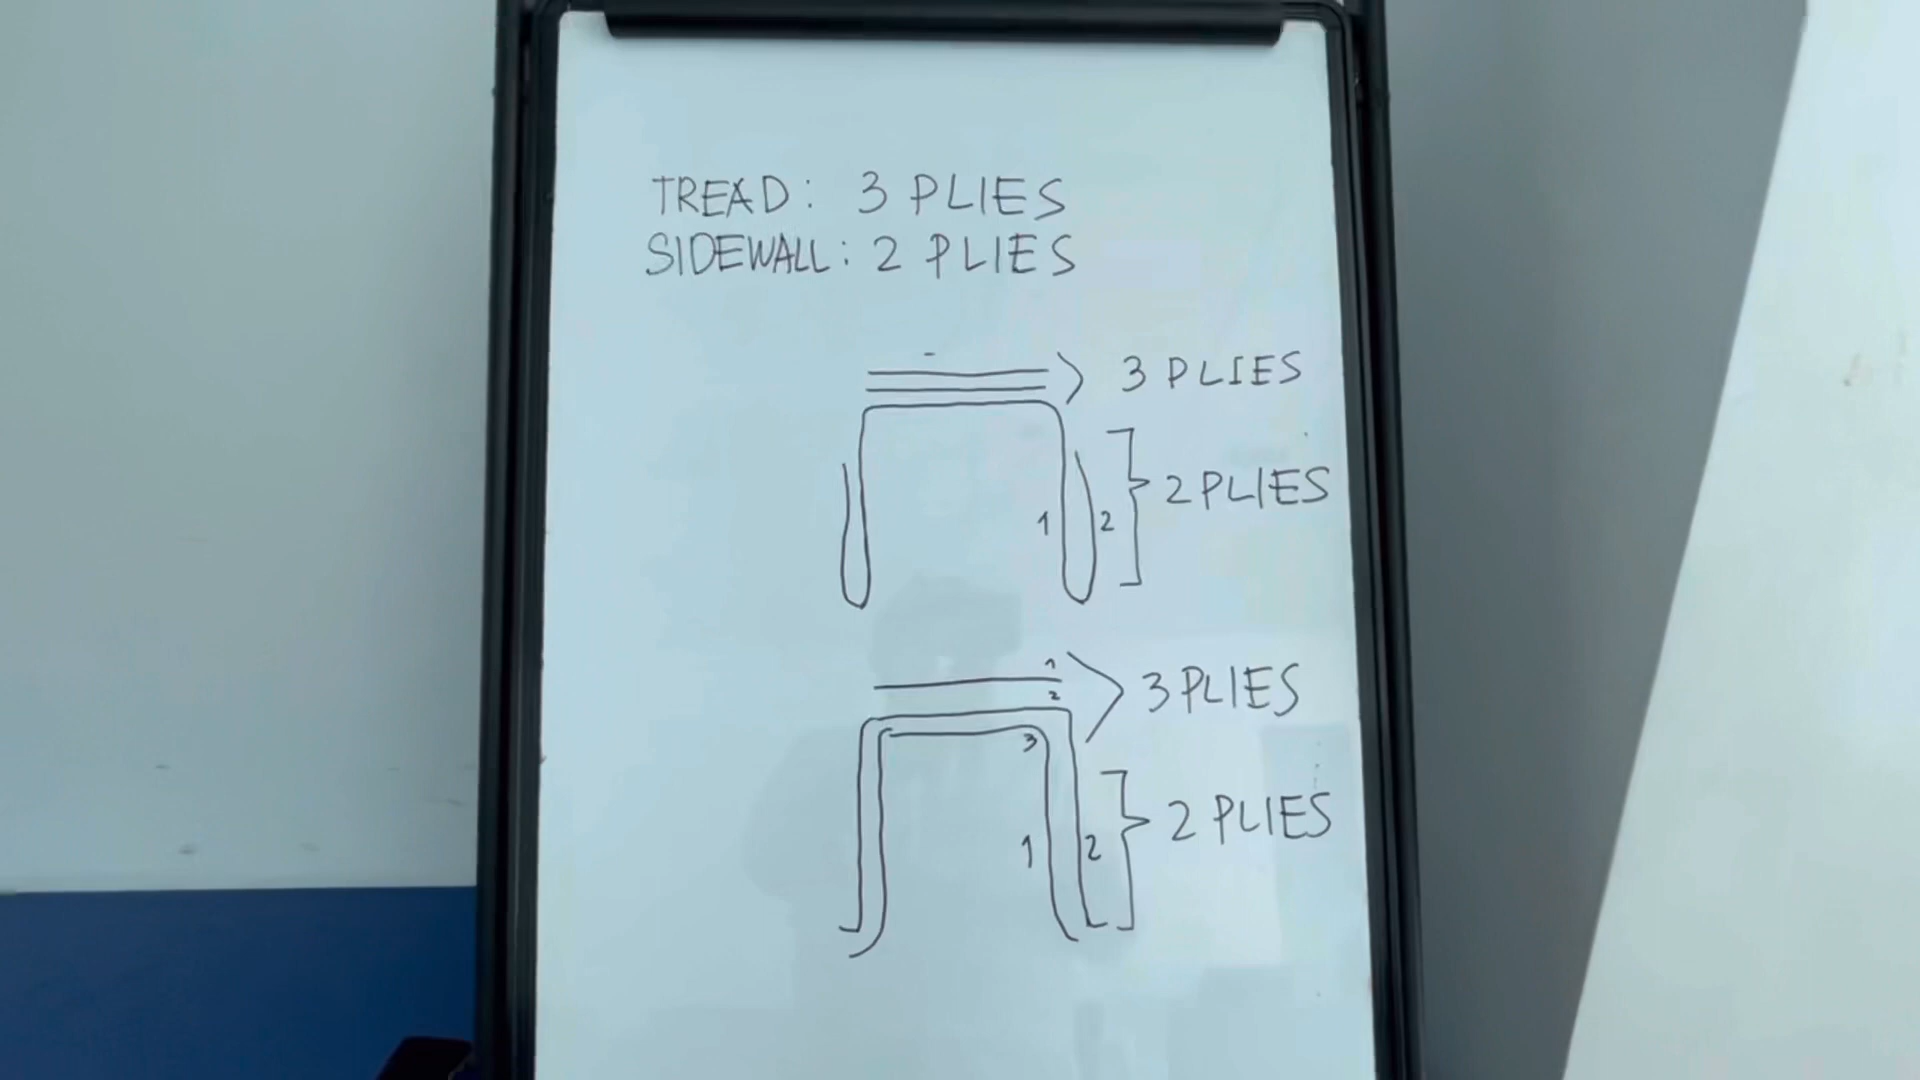 TREAD: 3 PLIES
SIDEWALL: 2 PLIES
3 PLIES
2 PLIES
1 2
1
2
3 PLIES
3
2 PLIES
1 2